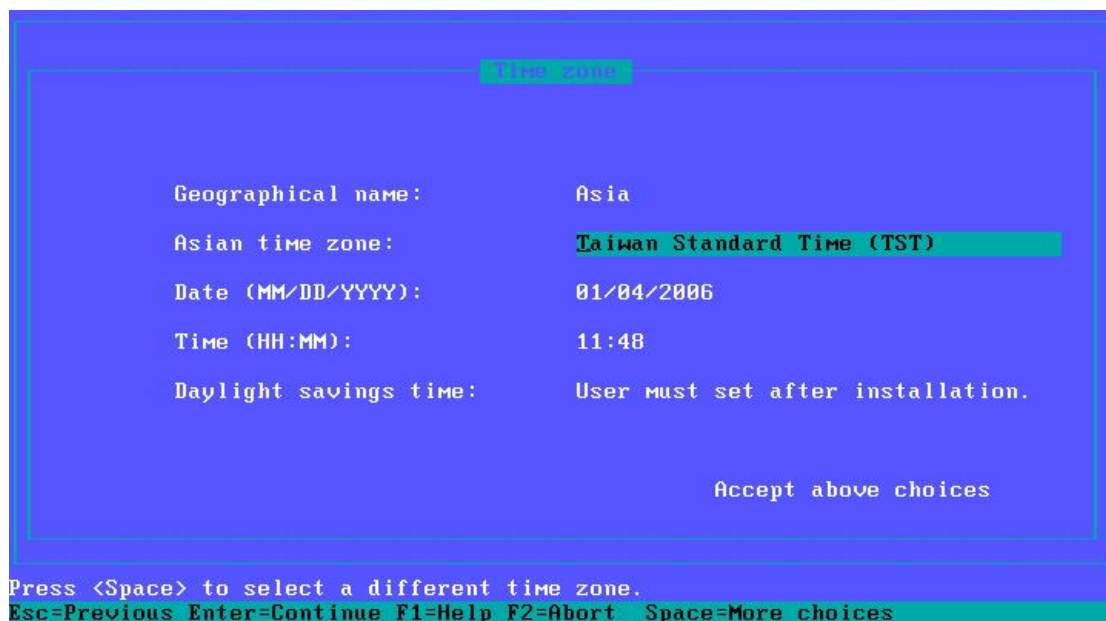 Time zone
Geographical name: Asia
Asian time zone: Taiwan Standard Time (TST)
Date (MM/DD/YYYY): 01/04/2006
Time (HH:MM): 11:48
Daylight savings time: User must set after installation.
Accept above choices
Press <Space> to select a different time zone.
Esc=Previous Enter=Continue F1=Help F2=Abort Space=More choices